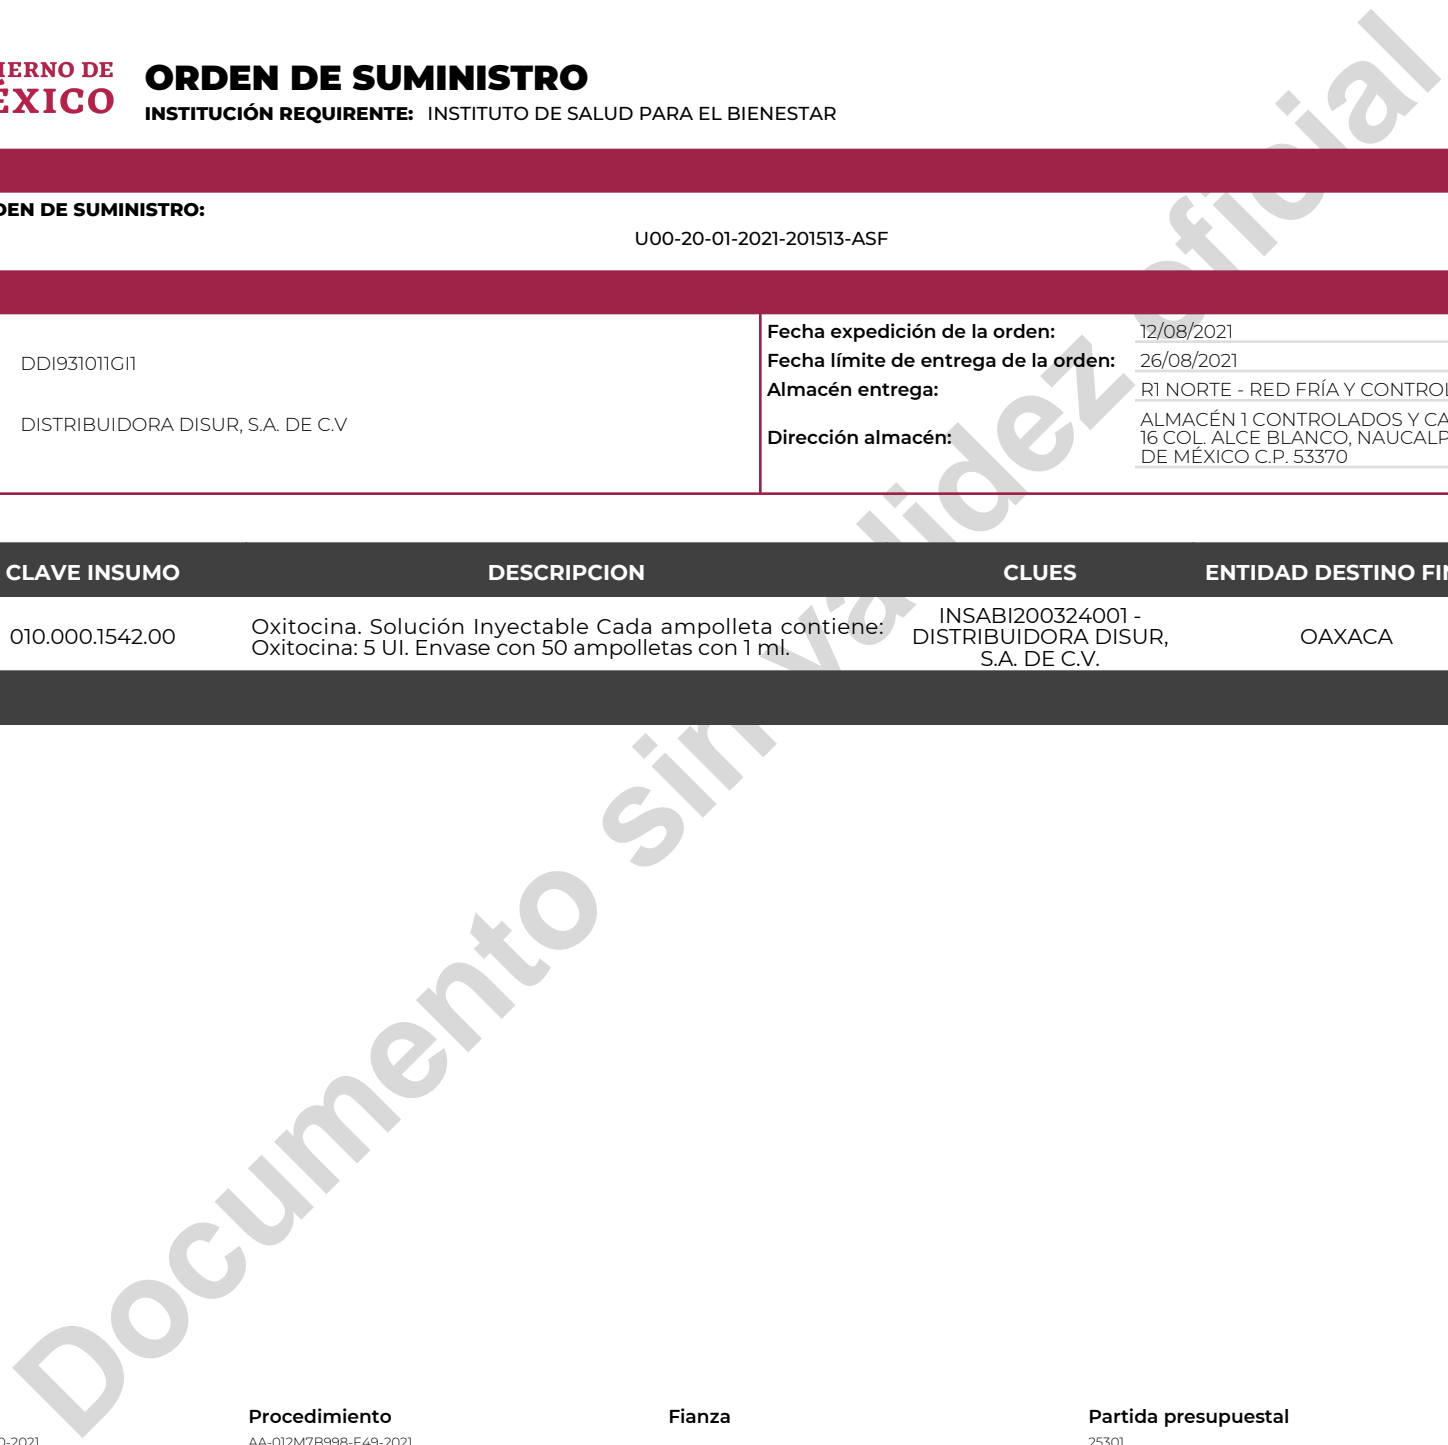 ORDEN DE SUMINISTRO
INSTITUCIÓN REQUIRENTE: INSTITUTO DE SALUD PARA EL BIENESTAR
IERNO DE
ÉXICO
DEN DE SUMINISTRO:
U00-20-01-2021-201513-ASF
DDI931011GI1
DISTRIBUIDORA DISUR, S.A. DE C.V
Fecha expedición de la orden: 12/08/2021
Fecha límite de entrega de la orden: 26/08/2021
Almacén entrega: R1 NORTE - RED FRÍA Y CONTROL
Dirección almacén:
ALMACÉN 1 CONTROLADOS Y CA
16 COL. ALCE BLANCO, NAUCALP
DE MÉXICO C.P. 53370
CLAVE INSUMO DESCRIPCION CLUES ENTIDAD DESTINO FIN
010.000.1542.00
Oxitocina. Solución Inyectable Cada ampolleta contiene:
Oxitocina: 5 UI. Envase con 50 ampolletas con 1 ml.
INSABI200324001 -
DISTRIBUIDORA DISUR,
S.A. DE C.V.
OAXACA
Documento sin validez oficial
Procedimiento Fianza Partida presupuestal
0-2021 AA-012M7B998-E49-2021 25301